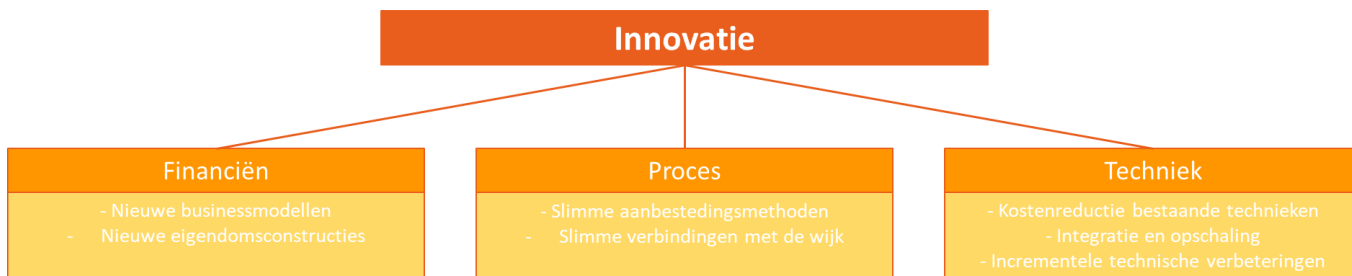 Innovatie
Financiën
- Nieuwe businessmodellen
- Nieuwe eigendomsconstructies
Proces
- Slimme aanbestedingsmethoden
- Slimme verbindingen met de wijk
Techniek
- Kostenreductie bestaande technieken
- Integratie en opschaling
- Incrementele technische verbeteringen